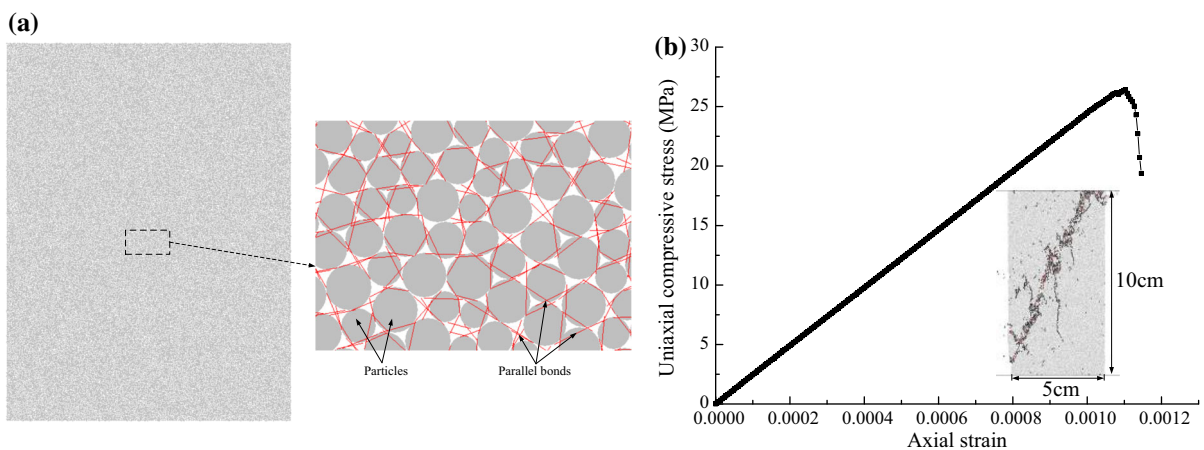 (a)
Particles
Parallel bonds
(b)
Uniaxial compressive stress (MPa)
30
25
20
15
10
5
0
0.0000
0.0002
0.0004
0.0006
0.0008
0.0010
0.0012
Axial strain
10cm
5cm